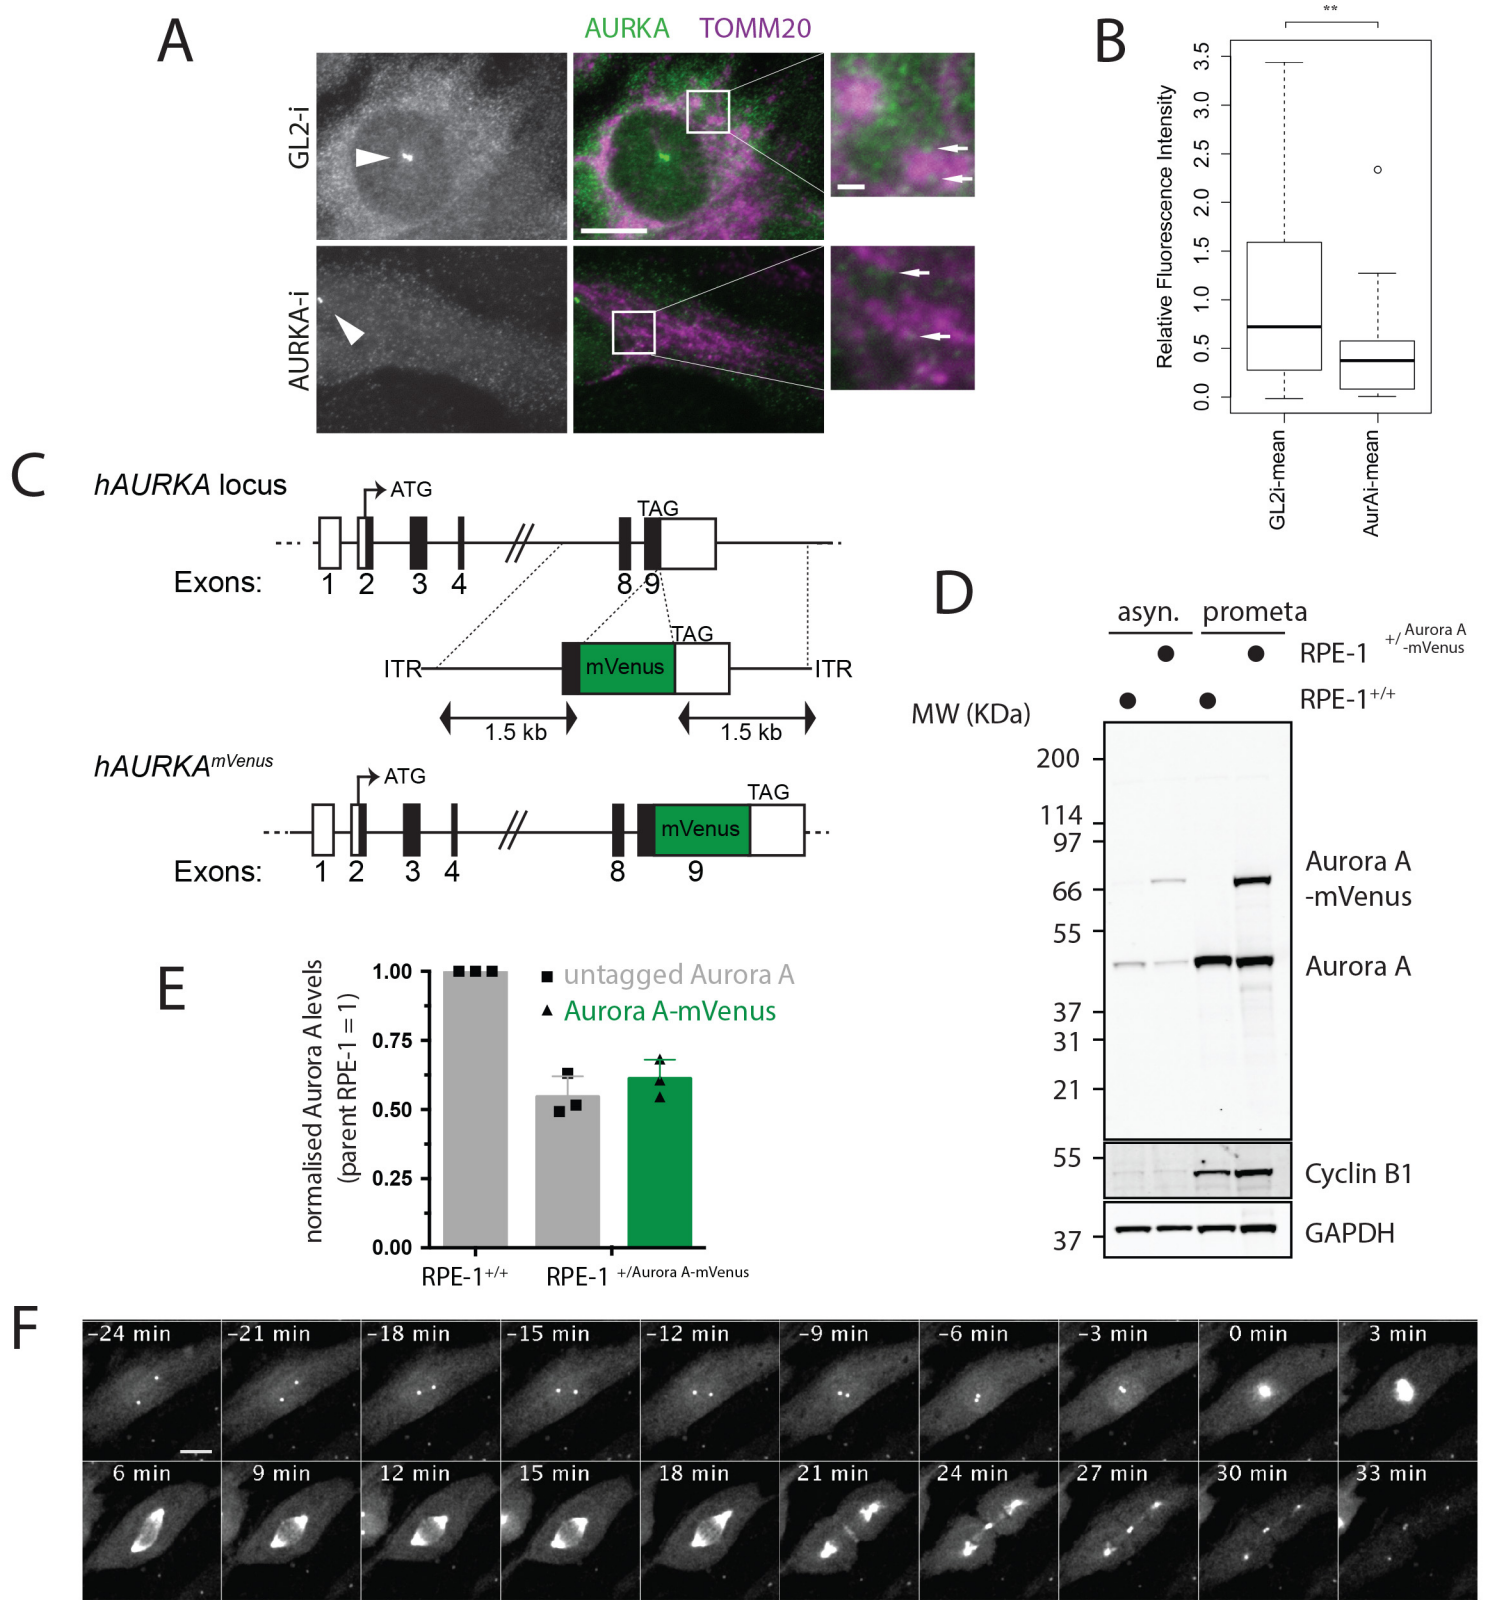 A
AURKA TOMM20
GL2-i
AURKA-i
B
**
Relative Fluorescence Intensity
3.5
3.0
2.5
2.0
1.5
1.0
0.5
0.0
GL2i-mean
AurAi-mean
C
hAURKA locus
ATG
TAG
Exons: 1 2 3 4 8 9
TAG
ITR mVenus ITR
1.5 kb 1.5 kb
hAURKA^mVenus
ATG
TAG
mVenus
Exons: 1 2 3 4 8 9
D
asyn. prometa
RPE-1 +/Aurora A
-mVenus
RPE-1+/+
MW (KDa)
200
114
97
66
55
37
31
21
Aurora A
-mVenus
Aurora A
55
Cyclin B1
37
GAPDH
E
normalised Aurora A levels
(parent RPE-1 = 1)
1.00
0.75
0.50
0.25
0.00
untagged Aurora A
Aurora A-mVenus
RPE-1+/+ RPE-1 +/Aurora A-mVenus
F
−24 min −21 min −18 min −15 min −12 min −9 min −6 min −3 min 0 min 3 min
6 min 9 min 12 min 15 min 18 min 21 min 24 min 27 min 30 min 33 min